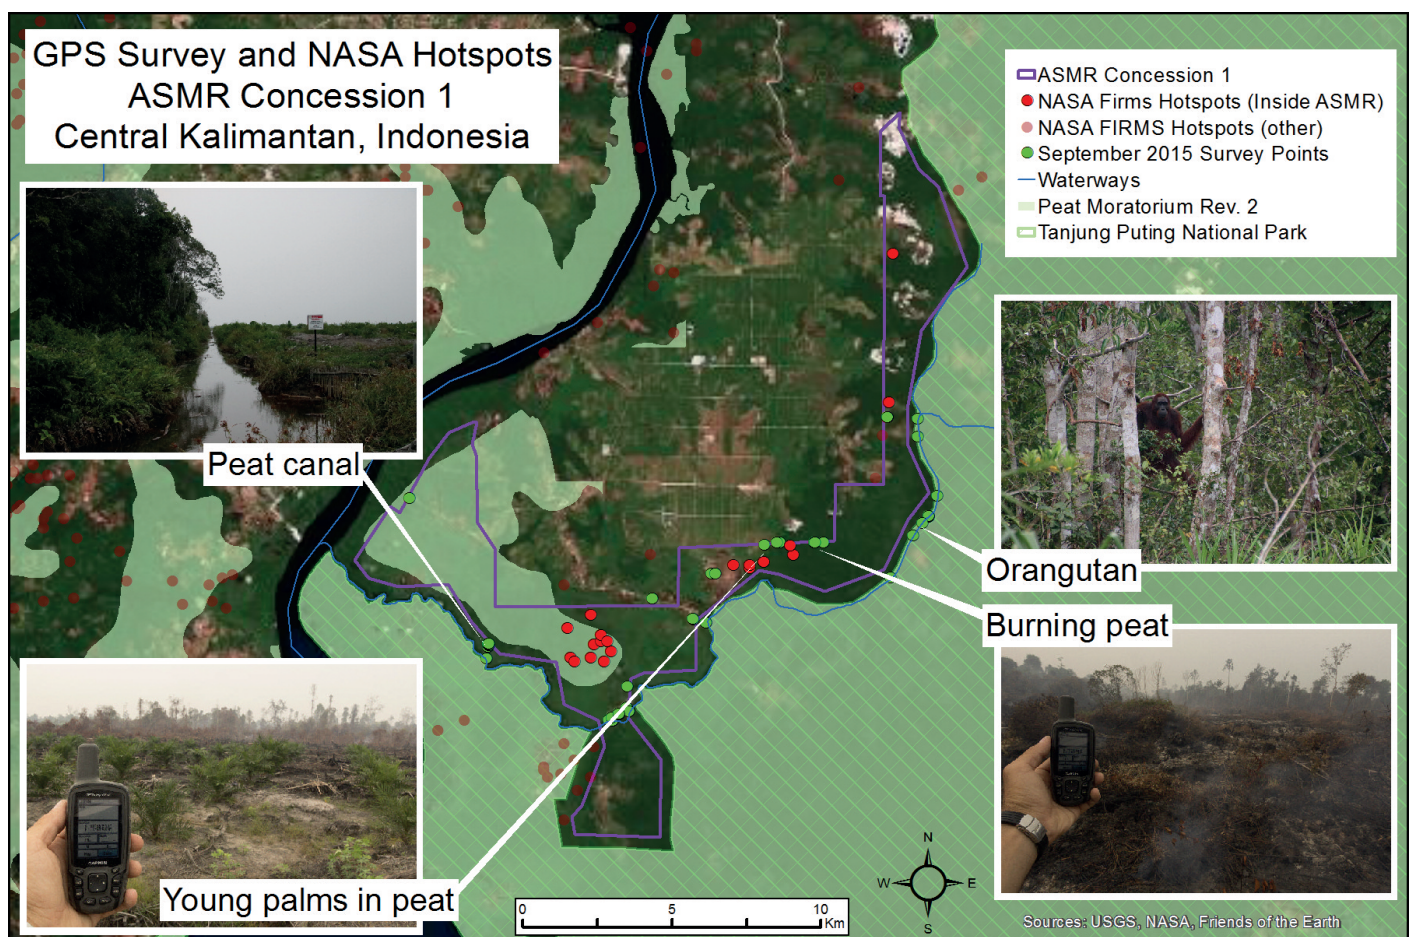 GPS Survey and NASA Hotspots
ASMR Concession 1
Central Kalimantan, Indonesia
ASMR Concession 1
NASA Firms Hotspots (Inside ASMR)
NASA FIRMS Hotspots (other)
September 2015 Survey Points
Waterways
Peat Moratorium Rev. 2
Tanjung Puting National Park
Peat canal
Orangutan
Burning peat
Young palms in peat
N
W E
S
0 5 10
Km
Sources: USGS, NASA, Friends of the Earth